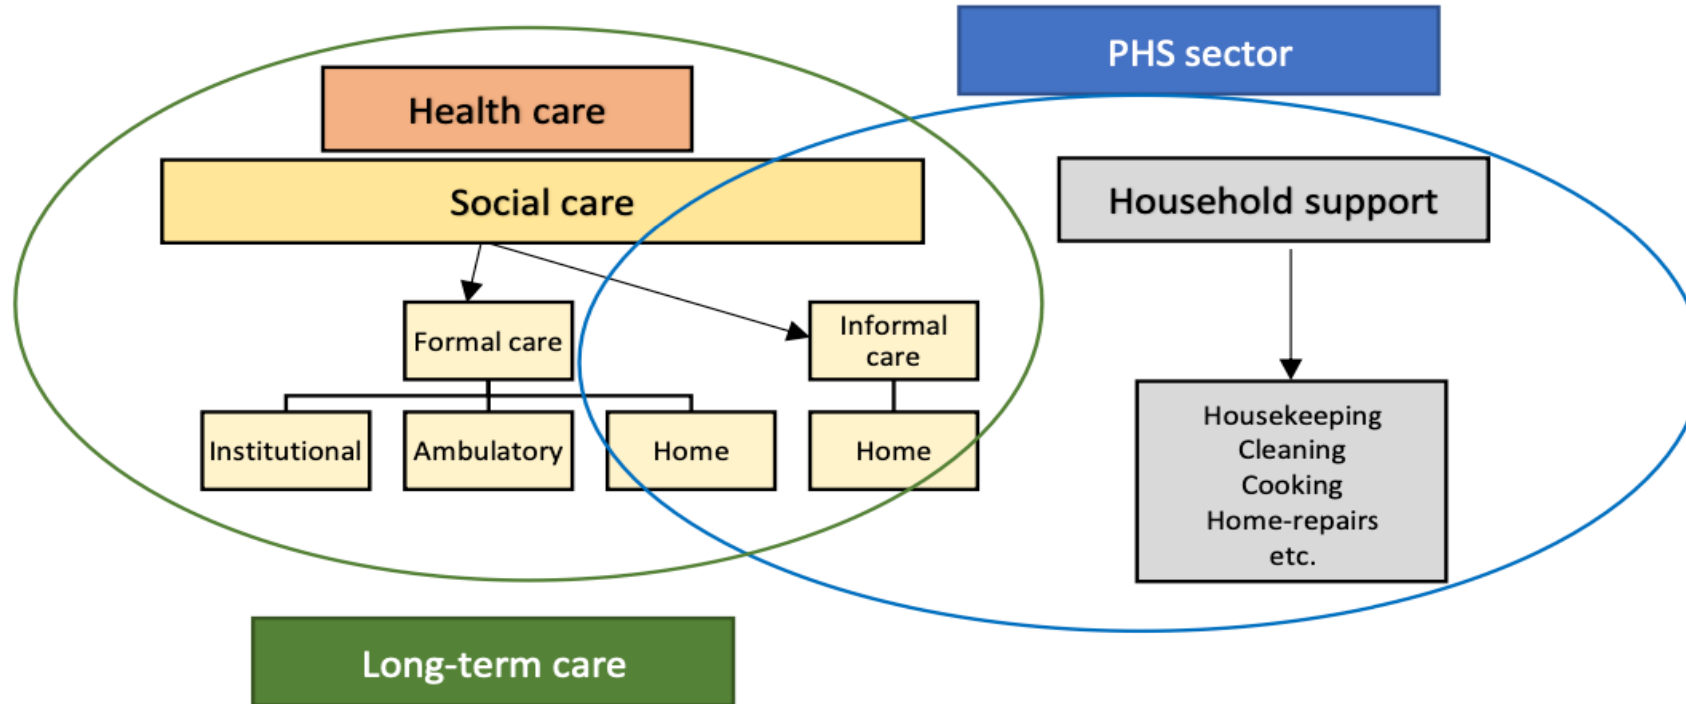 PHS sector
Health care
Social care
Household support
Formal care
Informal
care
Institutional
Ambulatory
Home
Home
Housekeeping
Cleaning
Cooking
Home-repairs
etc.
Long-term care